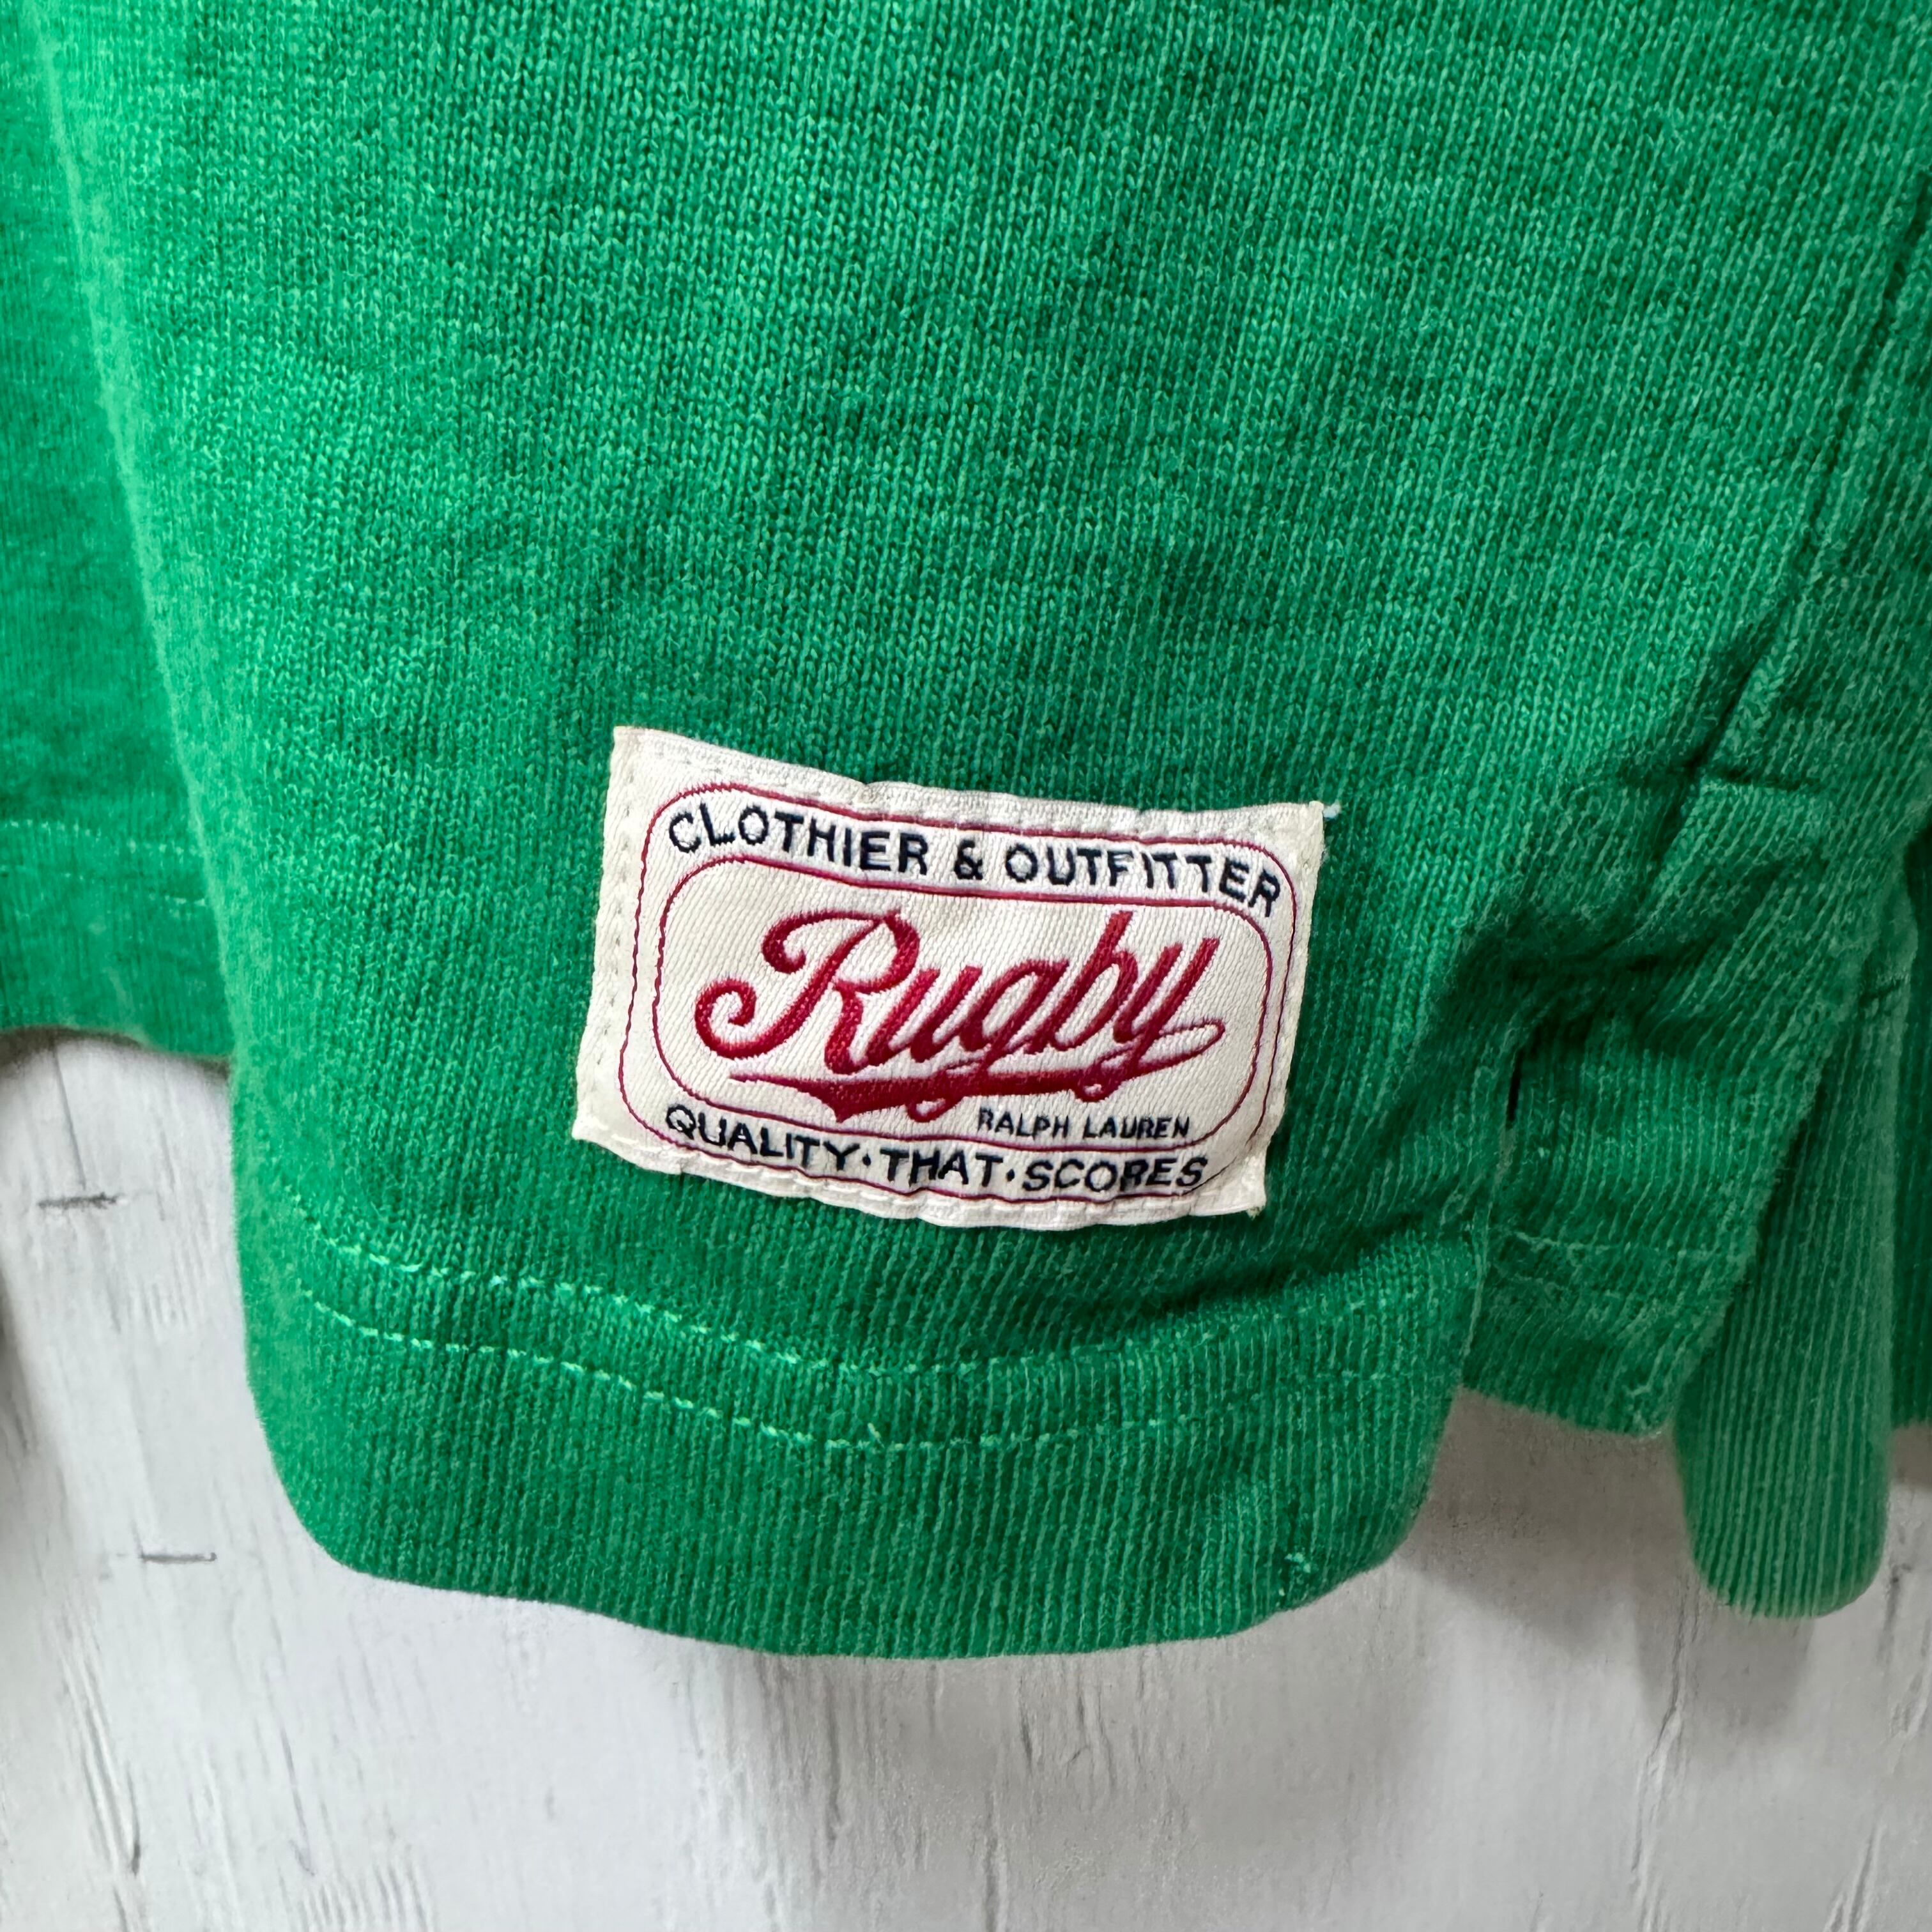 CLOTHIER & OUTFITTER
Rugby
RALPH LAUREN
QUALITY·THAT·SCORES